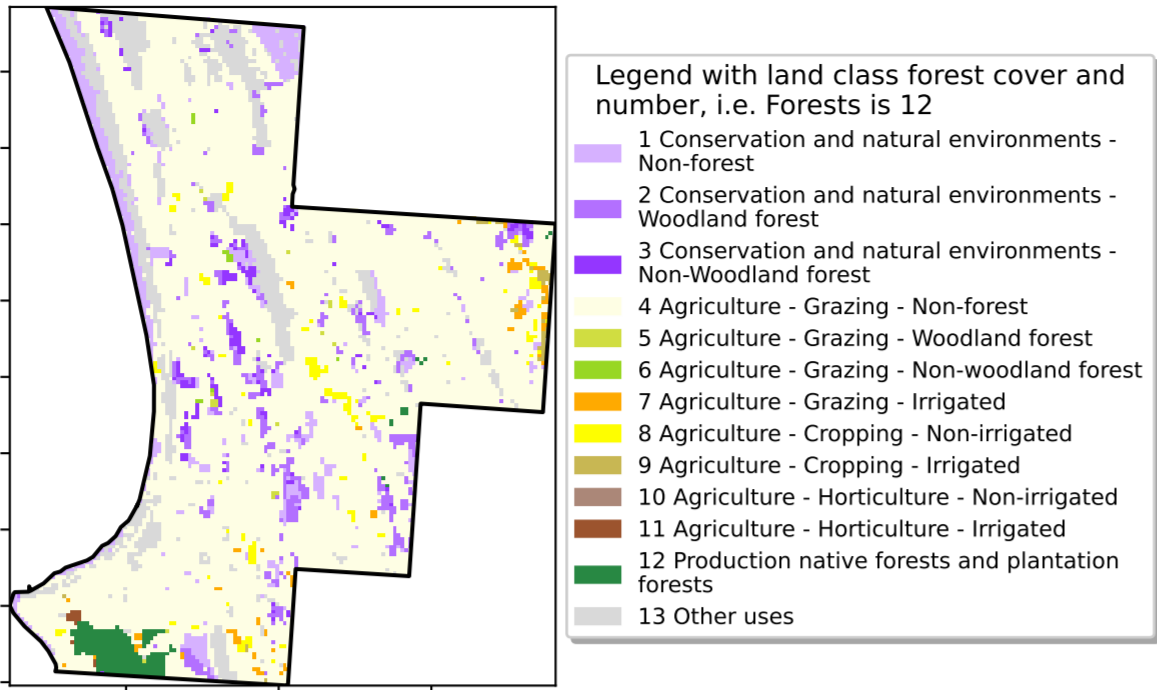 Legend with land class forest cover and
number, i.e. Forests is 12
1 Conservation and natural environments -
Non-forest
2 Conservation and natural environments -
Woodland forest
3 Conservation and natural environments -
Non-Woodland forest
4 Agriculture - Grazing - Non-forest
5 Agriculture - Grazing - Woodland forest
6 Agriculture - Grazing - Non-woodland forest
7 Agriculture - Grazing - Irrigated
8 Agriculture - Cropping - Non-irrigated
9 Agriculture - Cropping - Irrigated
10 Agriculture - Horticulture - Non-irrigated
11 Agriculture - Horticulture - Irrigated
12 Production native forests and plantation
forests
13 Other uses